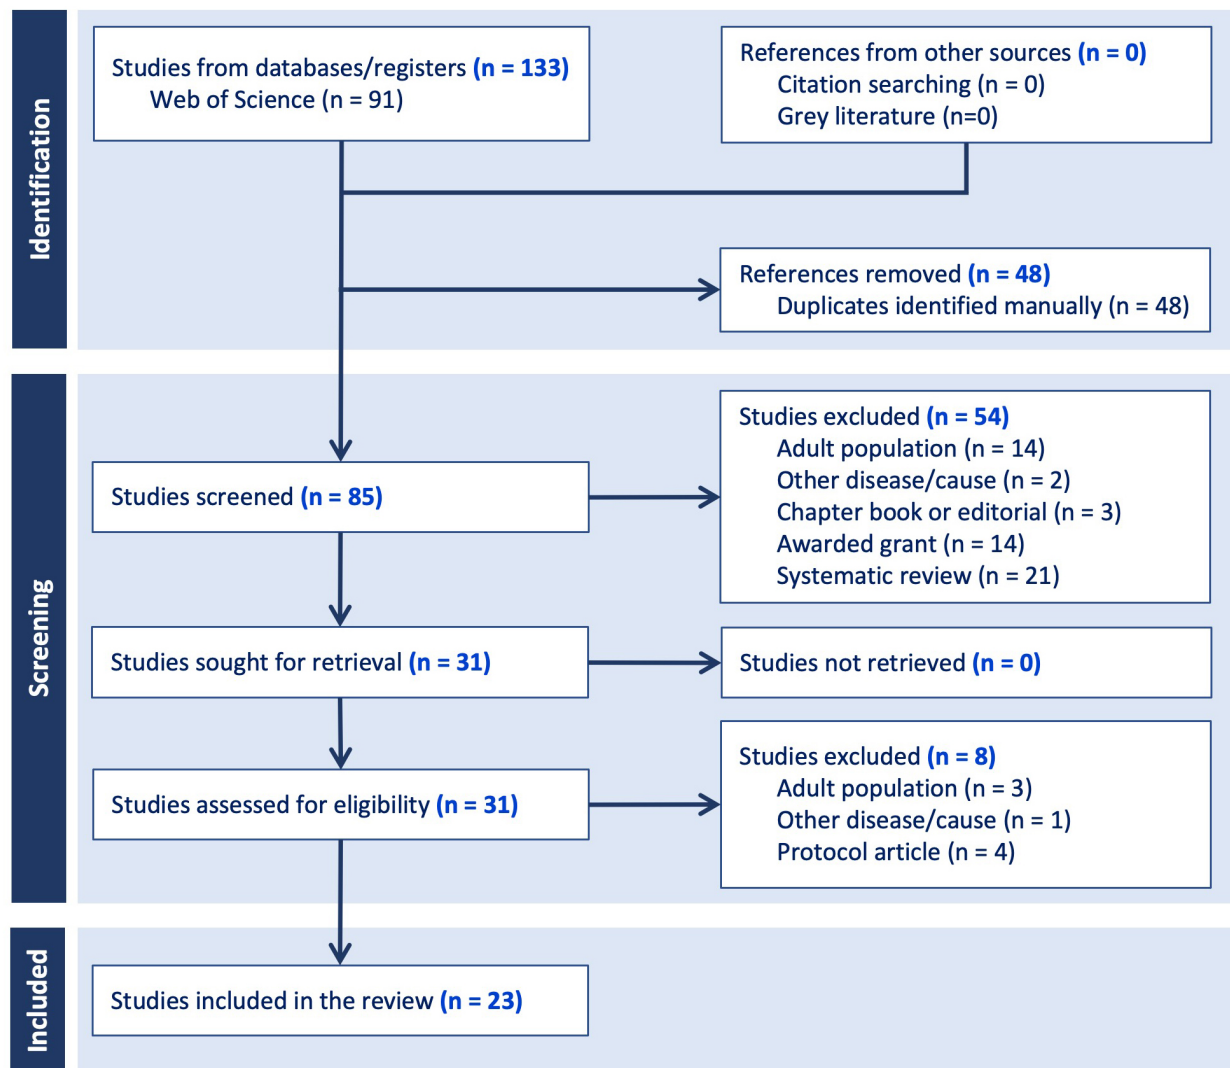 Identification
Studies from databases/registers (n = 133)
Web of Science (n = 91)
References from other sources (n = 0)
Citation searching (n = 0)
Grey literature (n=0)
References removed (n = 48)
Duplicates identified manually (n = 48)
Screening
Studies screened (n = 85)
Studies excluded (n = 54)
Adult population (n = 14)
Other disease/cause (n = 2)
Chapter book or editorial (n = 3)
Awarded grant (n = 14)
Systematic review (n = 21)
Studies sought for retrieval (n = 31)
Studies not retrieved (n = 0)
Studies assessed for eligibility (n = 31)
Studies excluded (n = 8)
Adult population (n = 3)
Other disease/cause (n = 1)
Protocol article (n = 4)
Included
Studies included in the review (n = 23)